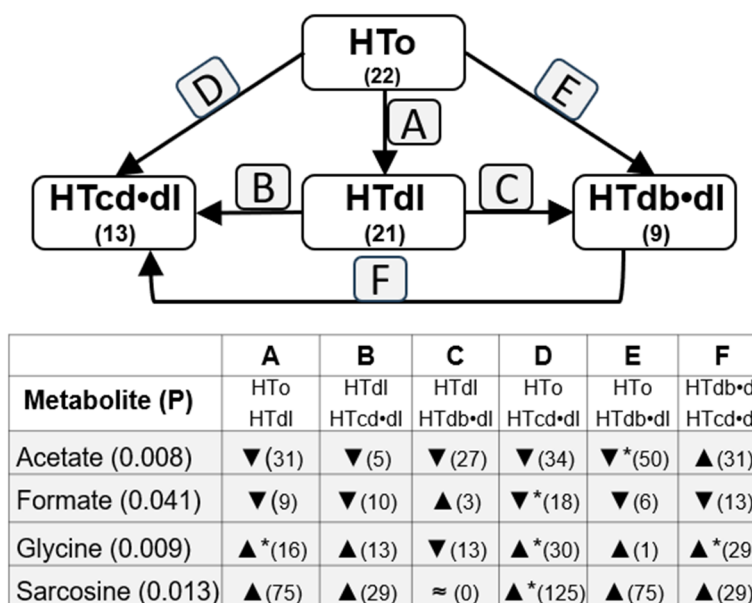 HTo
(22)
D
E
A
HTcd•dl
(13)
B
HTdl
(21)
C
HTdb•dl
(9)
F
A B C D E F
Metabolite (P)
HTo HTdl HTdl HTo HTo HTdb•d
HTdl HTcd•dl HTdb•dl HTcd•dl HTdb•dl HTcd•d
Acetate (0.008) ▼(31) ▼(5) ▼(27) ▼(34) ▼*(50) ▲(31)
Formate (0.041) ▼(9) ▼(10) ▲(3) ▼*(18) ▼(6) ▼(13)
Glycine (0.009) ▲*(16) ▲(13) ▼(13) ▲*(30) ▲(1) ▲*(29
Sarcosine (0.013) ▲(75) ▲(29) ≈ (0) ▲*(125) ▲(75) ▲(29)